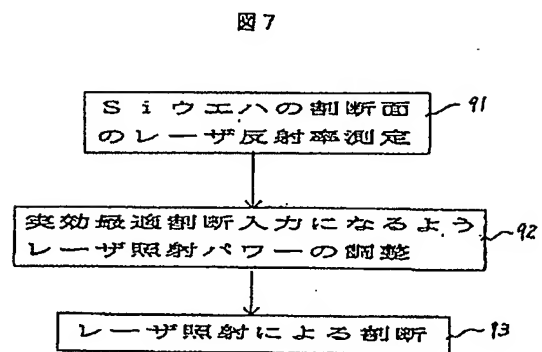 図7
Siウエハの割断面
のレーザ反射率測定
91
実効最適割断入力になるよう
レーザ照射パワーの調整
92
レーザ照射による割断
93